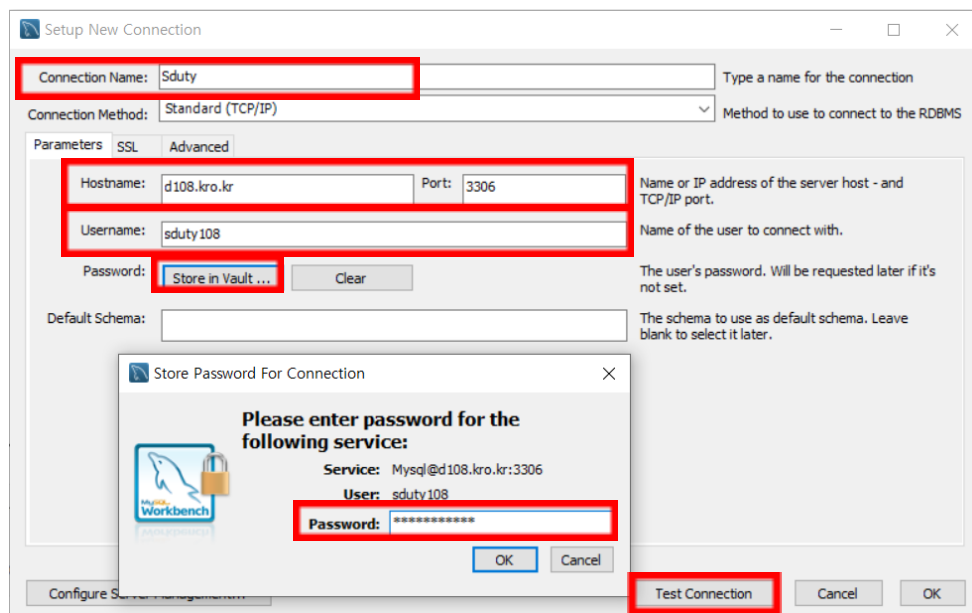 Setup New Connection
Connection Name: Sduty Type a name for the connection
Connection Method: Standard (TCP/IP) Method to use to connect to the RDBMS
Parameters SSL Advanced
Hostname: d108.kro.kr Port: 3306 Name or IP address of the server host - and
TCP/IP port.
Username: sduty108 Name of the user to connect with.
Password: Store in Vault ... Clear The user's password. Will be requested later if it's
not set.
Default Schema: The schema to use as default schema. Leave
blank to select it later.
Store Password For Connection
Please enter password for the
following service:
Service: Mysql@d108.kro.kr:3306
User: sduty108
MySQL
Workbench
Password: ***********
OK Cancel
Configure Test Connection Cancel OK